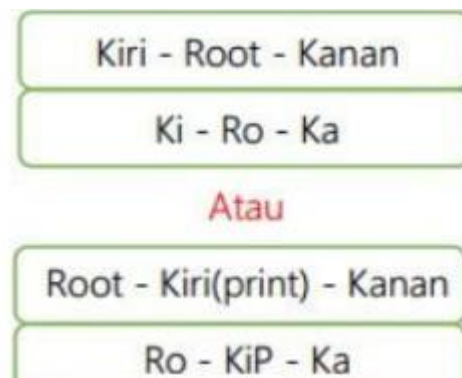 Kiri - Root - Kanan
Ki - Ro - Ka
Atau
Root - Kiri(print) - Kanan
Ro - KiP - Ka